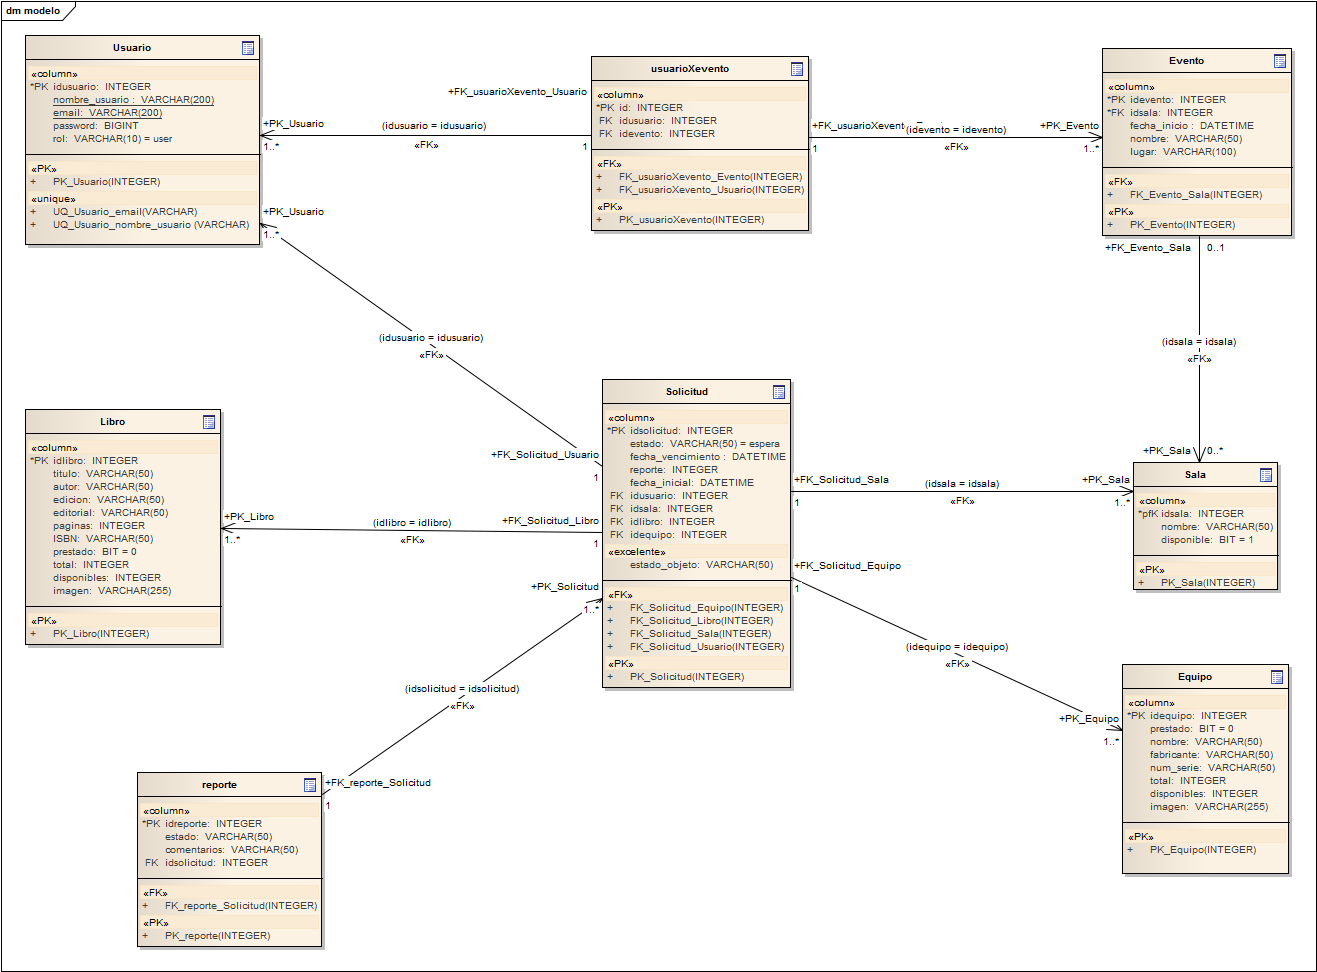 dm modelo
Usuario
«column»
*PK idusuario: INTEGER
nombre_usuario : VARCHAR(200)
email: VARCHAR(200)
password: BIGINT
rol: VARCHAR(10) = user
«PK»
+ PK_Usuario(INTEGER)
«unique»
+ UQ_Usuario_email(VARCHAR)
+ UQ_Usuario_nombre_usuario (VARCHAR)
+PK_Usuario
1..*
(idusuario = idusuario)
«FK»
+FK_usuarioXevento_Usuario
1
usuarioXevento
«column»
*PK id: INTEGER
FK idusuario: INTEGER
FK idevento: INTEGER
«FK»
+ FK_usuarioXevento_Evento(INTEGER)
+ FK_usuarioXevento_Usuario(INTEGER)
«PK»
+ PK_usuarioXevento(INTEGER)
+FK_usuarioXevento
1
(idevento = idevento)
«FK»
+PK_Evento
1..*
Evento
«column»
*PK idevento: INTEGER
*FK idsala: INTEGER
fecha_inicio : DATETIME
nombre: VARCHAR(50)
lugar: VARCHAR(100)
«FK»
+ FK_Evento_Sala(INTEGER)
«PK»
+ PK_Evento(INTEGER)
+FK_Evento_Sala
0..1
(idsala = idsala)
«FK»
+PK_Sala
0..*
+PK_Usuario
1..*
(idusuario = idusuario)
«FK»
+FK_Solicitud_Usuario
1
Libro
«column»
*PK idlibro: INTEGER
titulo: VARCHAR(50)
autor: VARCHAR(50)
edicion: VARCHAR(50)
editorial: VARCHAR(50)
paginas: INTEGER
ISBN: VARCHAR(50)
prestado: BIT = 0
total: INTEGER
disponibles: INTEGER
imagen: VARCHAR(255)
«PK»
+ PK_Libro(INTEGER)
+PK_Libro
1..*
(idlibro = idlibro)
«FK»
+FK_Solicitud_Libro
1
Solicitud
«column»
*PK idsolicitud: INTEGER
estado: VARCHAR(50) = espera
fecha_vencimiento : DATETIME
reporte: INTEGER
fecha_inicial: DATETIME
FK idusuario: INTEGER
FK idsala: INTEGER
FK idlibro: INTEGER
FK idequipo: INTEGER
«excelente»
estado_objeto: VARCHAR(50)
«FK»
+ FK_Solicitud_Equipo(INTEGER)
+ FK_Solicitud_Libro(INTEGER)
+ FK_Solicitud_Sala(INTEGER)
+ FK_Solicitud_Usuario(INTEGER)
«PK»
+ PK_Solicitud(INTEGER)
+FK_Solicitud_Sala
1
(idsala = idsala)
«FK»
+PK_Sala
1..*
Sala
«column»
*pfK idsala: INTEGER
nombre: VARCHAR(50)
disponible: BIT = 1
«PK»
+ PK_Sala(INTEGER)
+FK_Solicitud_Equipo
1
(idequipo = idequipo)
«FK»
+PK_Equipo
1..*
Equipo
«column»
*PK idequipo: INTEGER
prestado: BIT = 0
nombre: VARCHAR(50)
fabricante: VARCHAR(50)
num_serie: VARCHAR(50)
total: INTEGER
disponibles: INTEGER
imagen: VARCHAR(255)
«PK»
+ PK_Equipo(INTEGER)
+PK_Solicitud
1..*
(idsolicitud = idsolicitud)
«FK»
+FK_reporte_Solicitud
1
reporte
«column»
*PK idreporte: INTEGER
estado: VARCHAR(50)
comentarios: VARCHAR(50)
FK idsolicitud: INTEGER
«FK»
+ FK_reporte_Solicitud(INTEGER)
«PK»
+ PK_reporte(INTEGER)